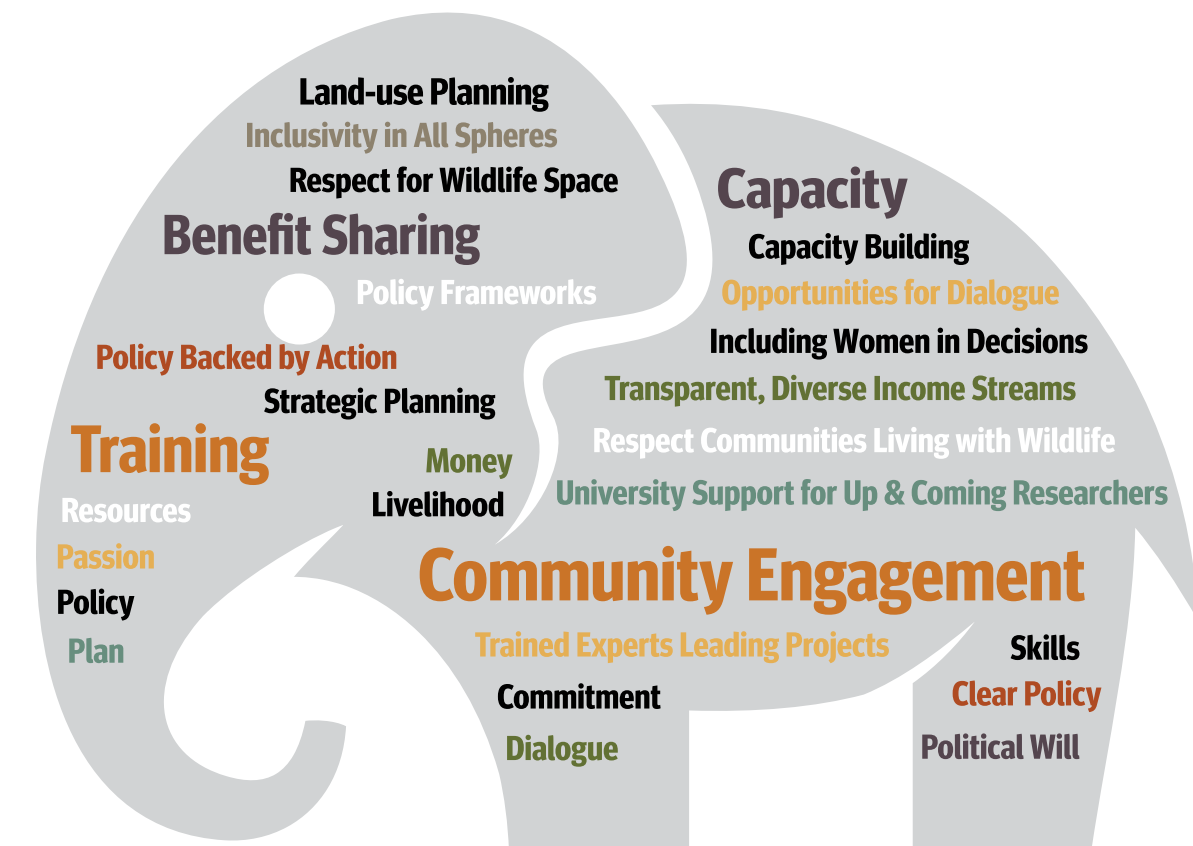 Land-use Planning
Inclusivity in All Spheres
Respect for Wildlife Space
Benefit Sharing
Policy Frameworks
Policy Backed by Action
Strategic Planning
Training
Money
Livelihood
Resources
Passion
Policy
Plan
Capacity
Capacity Building
Opportunities for Dialogue
Including Women in Decisions
Transparent, Diverse Income Streams
Respect Communities Living with Wildlife
University Support for Up & Coming Researchers
Community Engagement
Trained Experts Leading Projects
Commitment
Dialogue
Skills
Clear Policy
Political Will